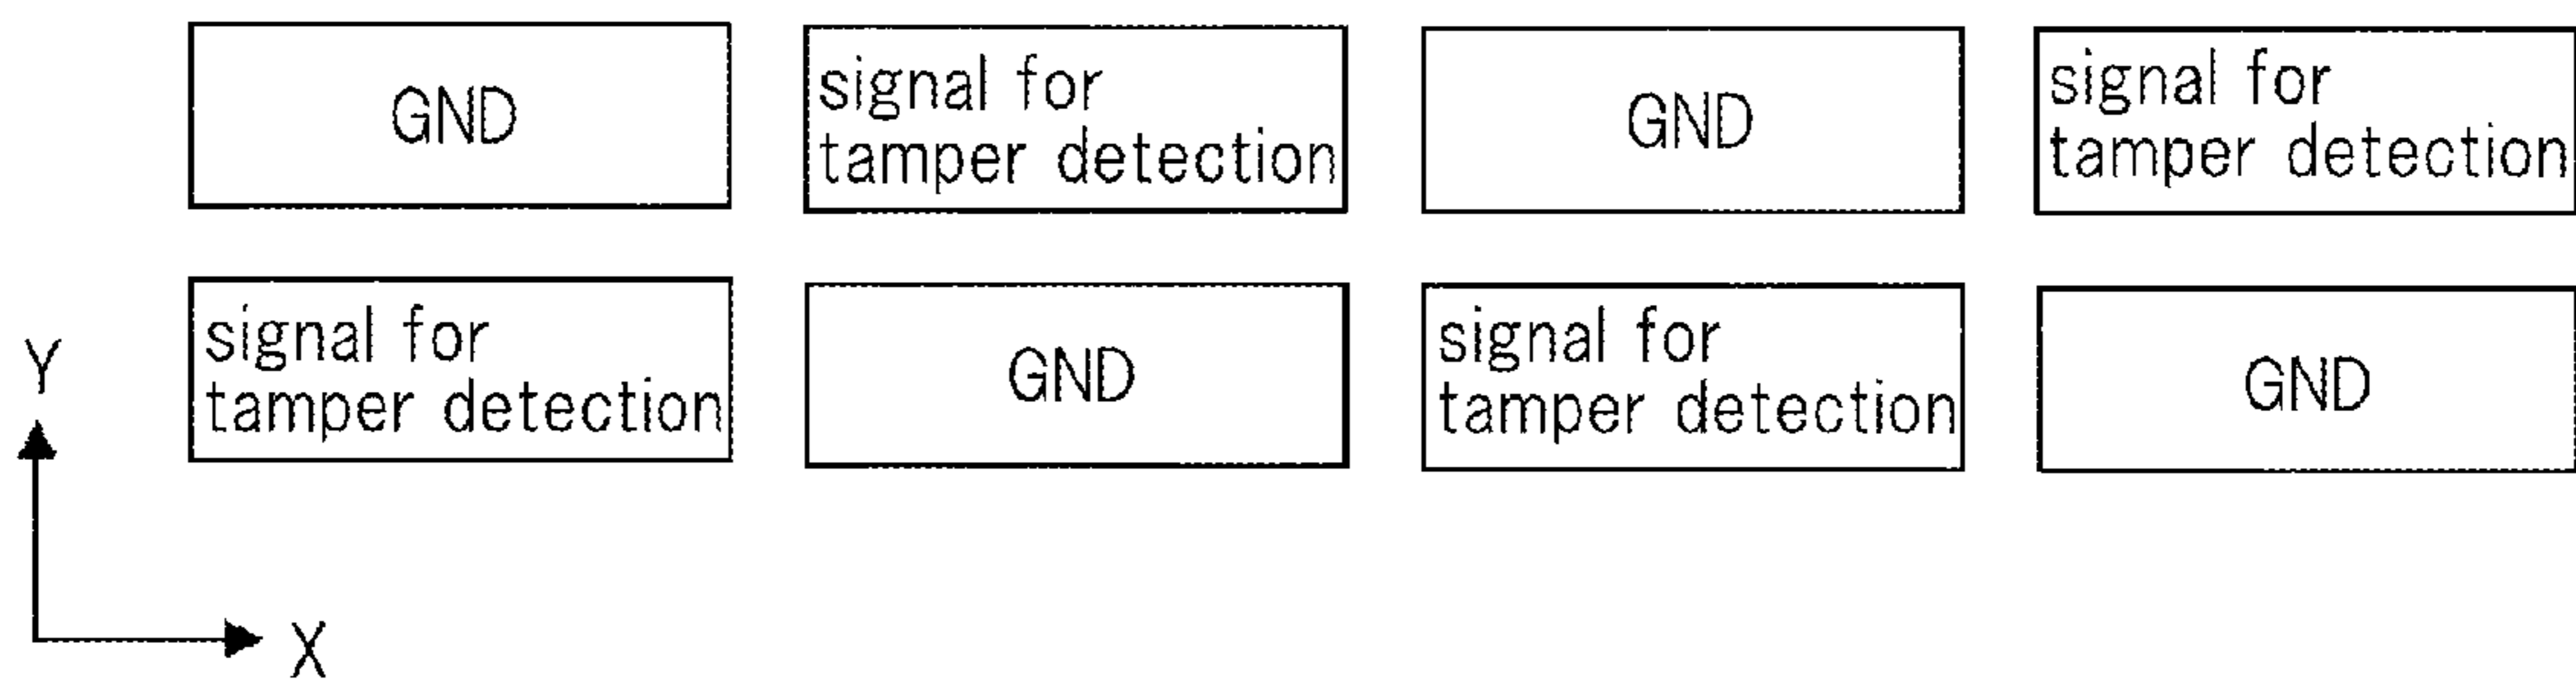 GND
signal for
tamper detection
GND
signal for
tamper detection
signal for
tamper detection
GND
signal for
tamper detection
GND
Y
X